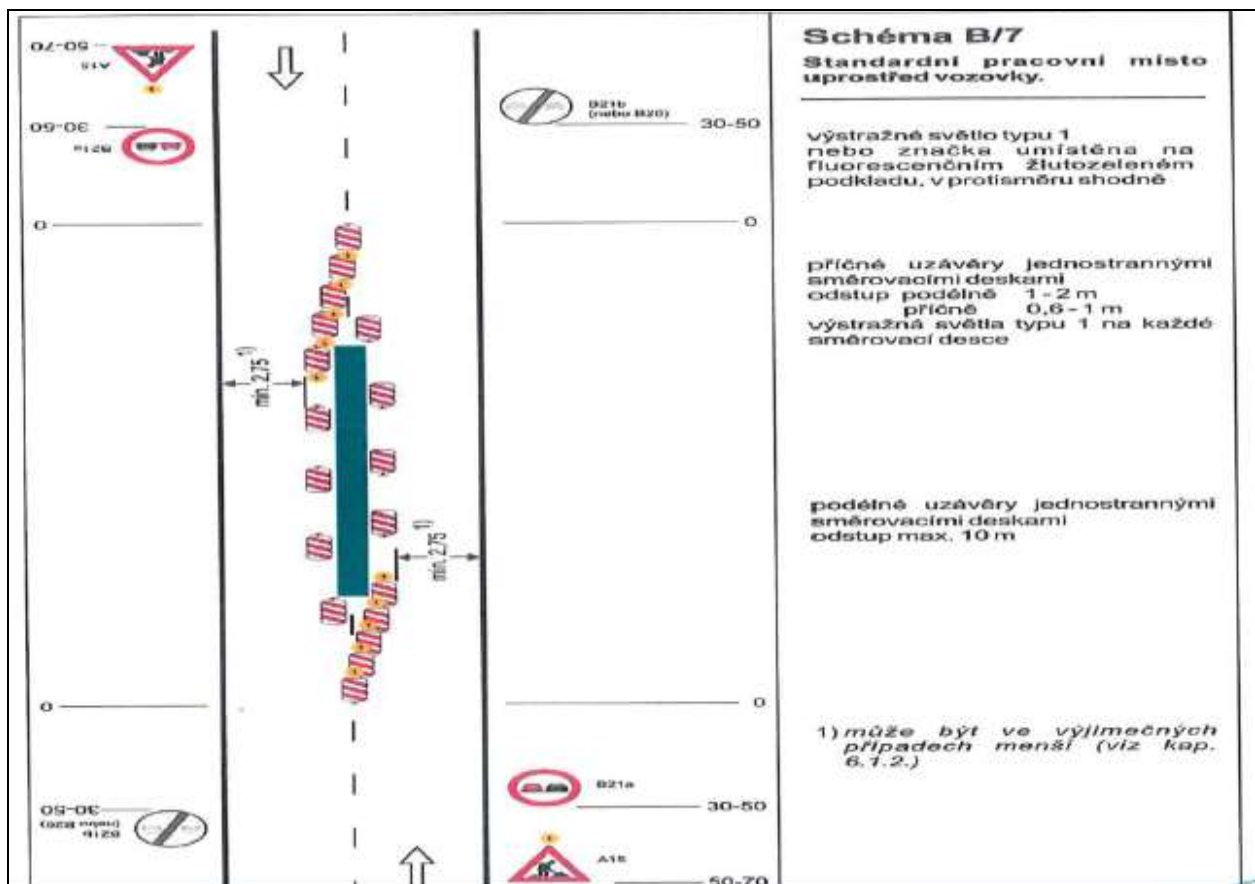 50-70
A15
30-50
B21a
0
0
30-50
B21b
(nebo B20)
min. 2,75 1)
min. 2,75 1)
B21b
(nebo B20)
30-50
0
0
B21a
30-50
A15
50-70
Schéma B/7
Standardní pracovní místo
uprostřed vozovky.
výstražné světlo typu 1
nebo značka umístěna na
fluorescenčním žlutozeleném
podkladu, v protisměru shodně
příčné uzávěry jednostrannými
směrovacími deskami
odstup podélně 1-2 m
příčně 0,6-1 m
výstražná světla typu 1 na každé
směrovací desce
podélné uzávěry jednostrannými
směrovacími deskami
odstup max. 10 m
1) může být ve výjimečných
případech menší (viz kap.
6.1.2.)